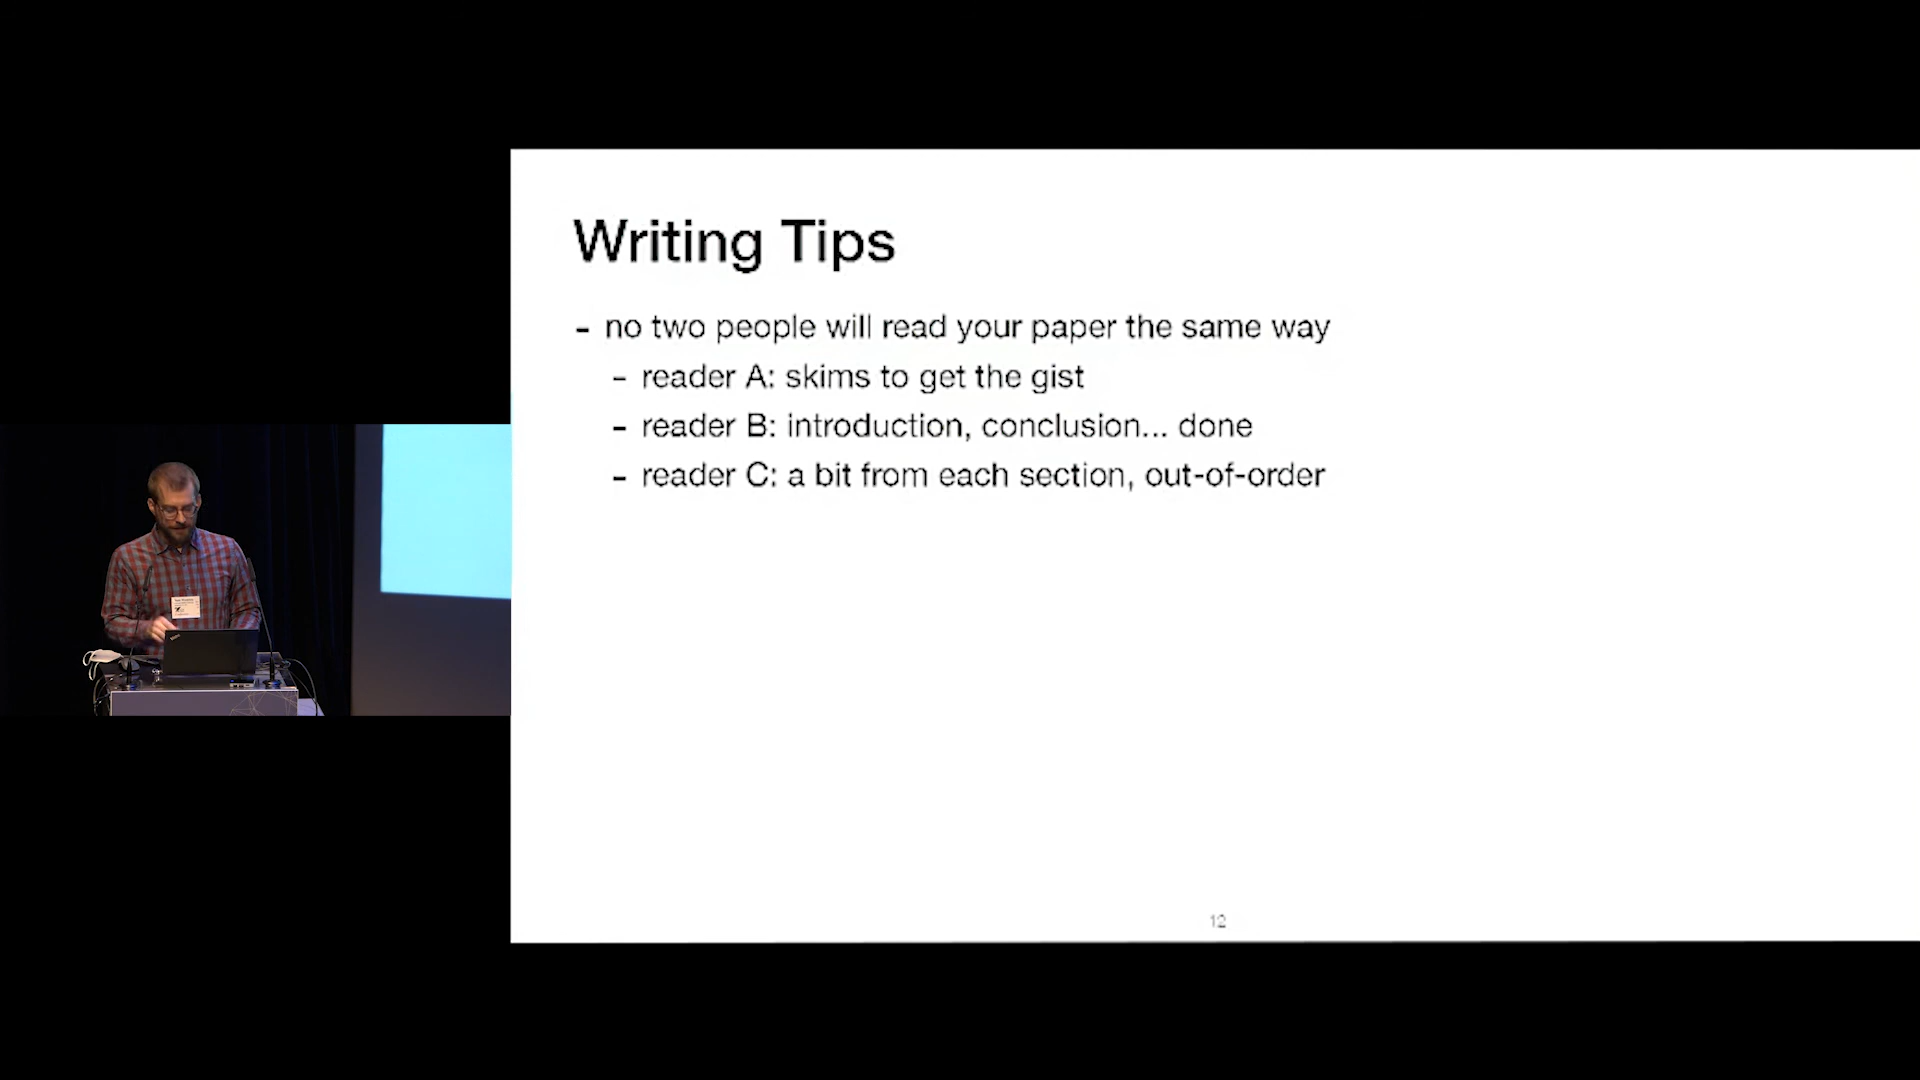 Writing Tips
- no two people will read your paper the same way
- reader A: skims to get the gist
- reader B: introduction, conclusion... done
- reader C: a bit from each section, out-of-order
12